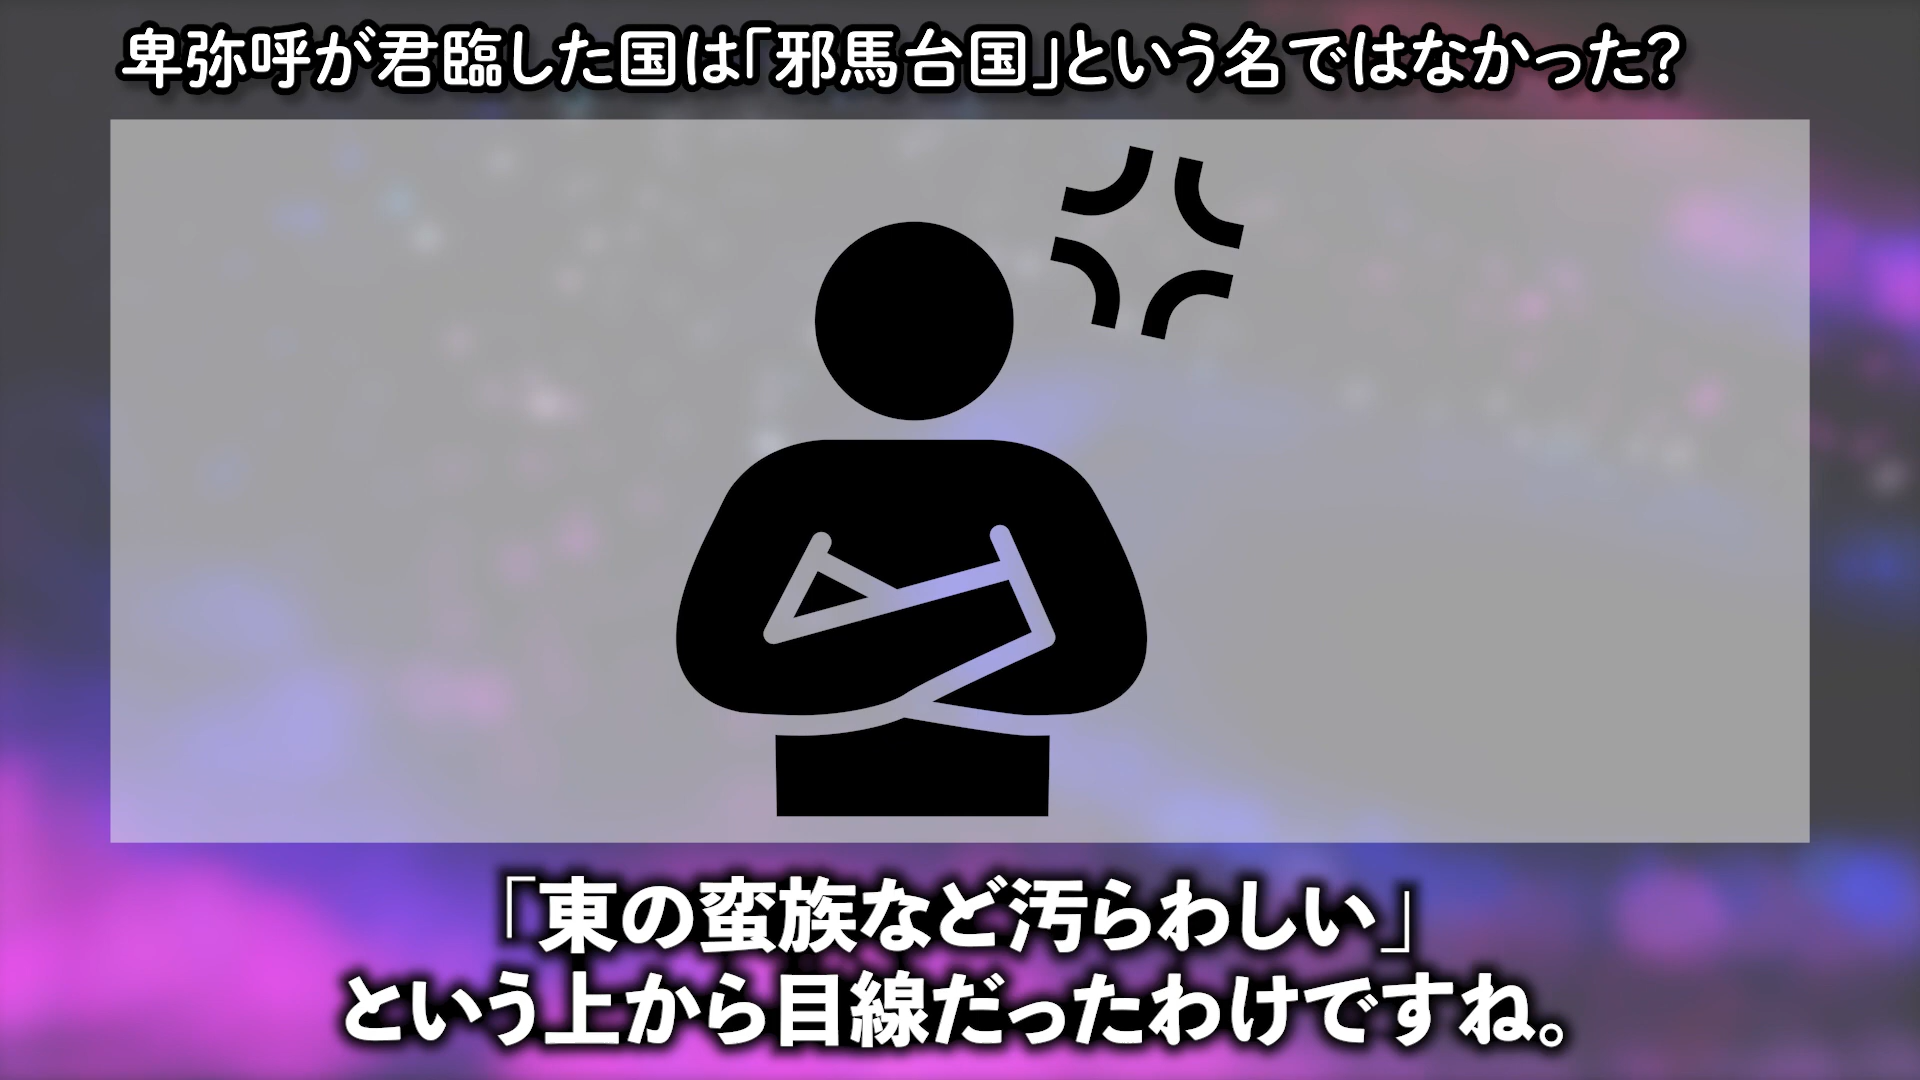 卑弥呼が君臨した国は「邪馬台国」という名ではなかった?
「東の蛮族など汚らわしい」
という上から目線だったわけですね。